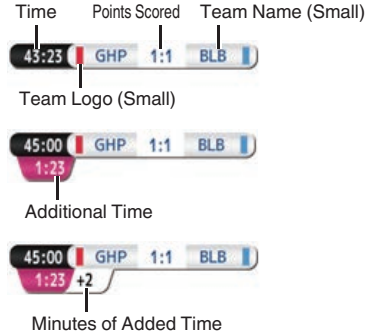 Time Points Scored Team Name (Small)
43:23 GHP 1:1 BLB
Team Logo (Small)
45:00 GHP 1:1 BLB
1:23
Additional Time
45:00 GHP 1:1 BLB
1:23 +2
Minutes of Added Time